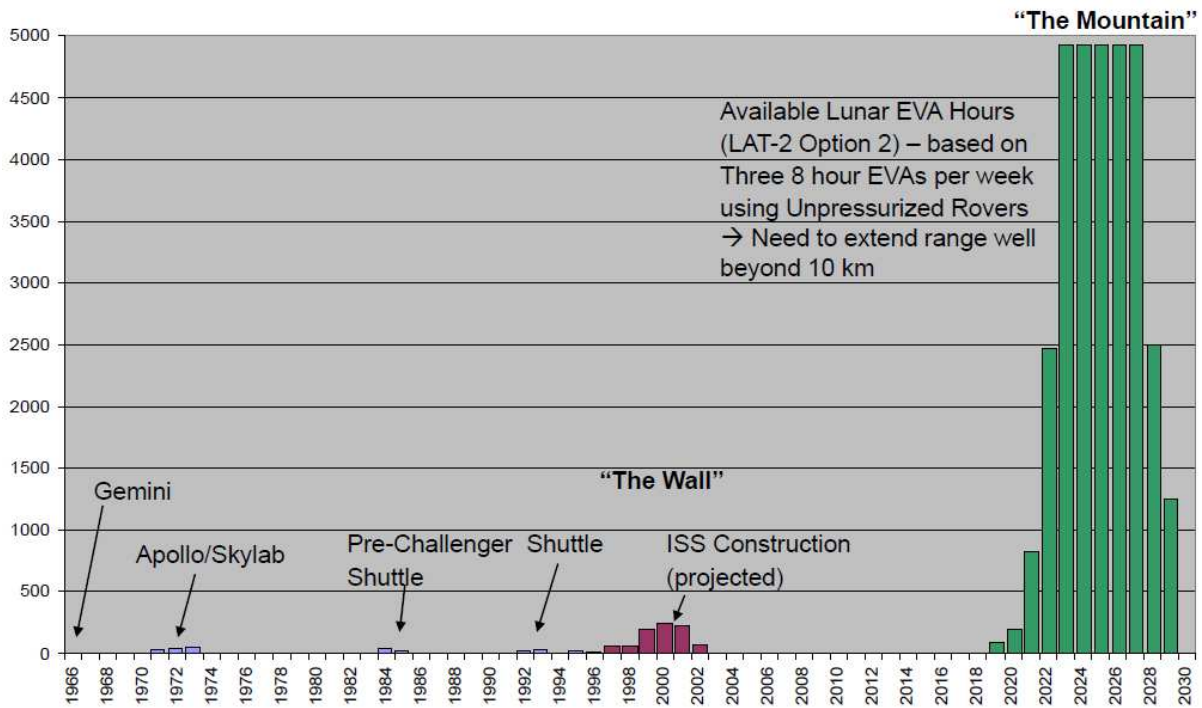 “The Mountain”
5000
4500
4000
3500
3000
2500
2000
1500
1000
500
0
Available Lunar EVA Hours
(LAT-2 Option 2) – based on
Three 8 hour EVAs per week
using Unpressurized Rovers
→ Need to extend range well
beyond 10 km
“The Wall”
Gemini
Apollo/Skylab
Pre-Challenger
Shuttle
Shuttle
ISS Construction
(projected)
1966
1968
1970
1972
1974
1976
1978
1980
1982
1984
1986
1988
1990
1992
1994
1996
1998
2000
2002
2004
2006
2008
2010
2012
2014
2016
2018
2020
2022
2024
2026
2028
2030